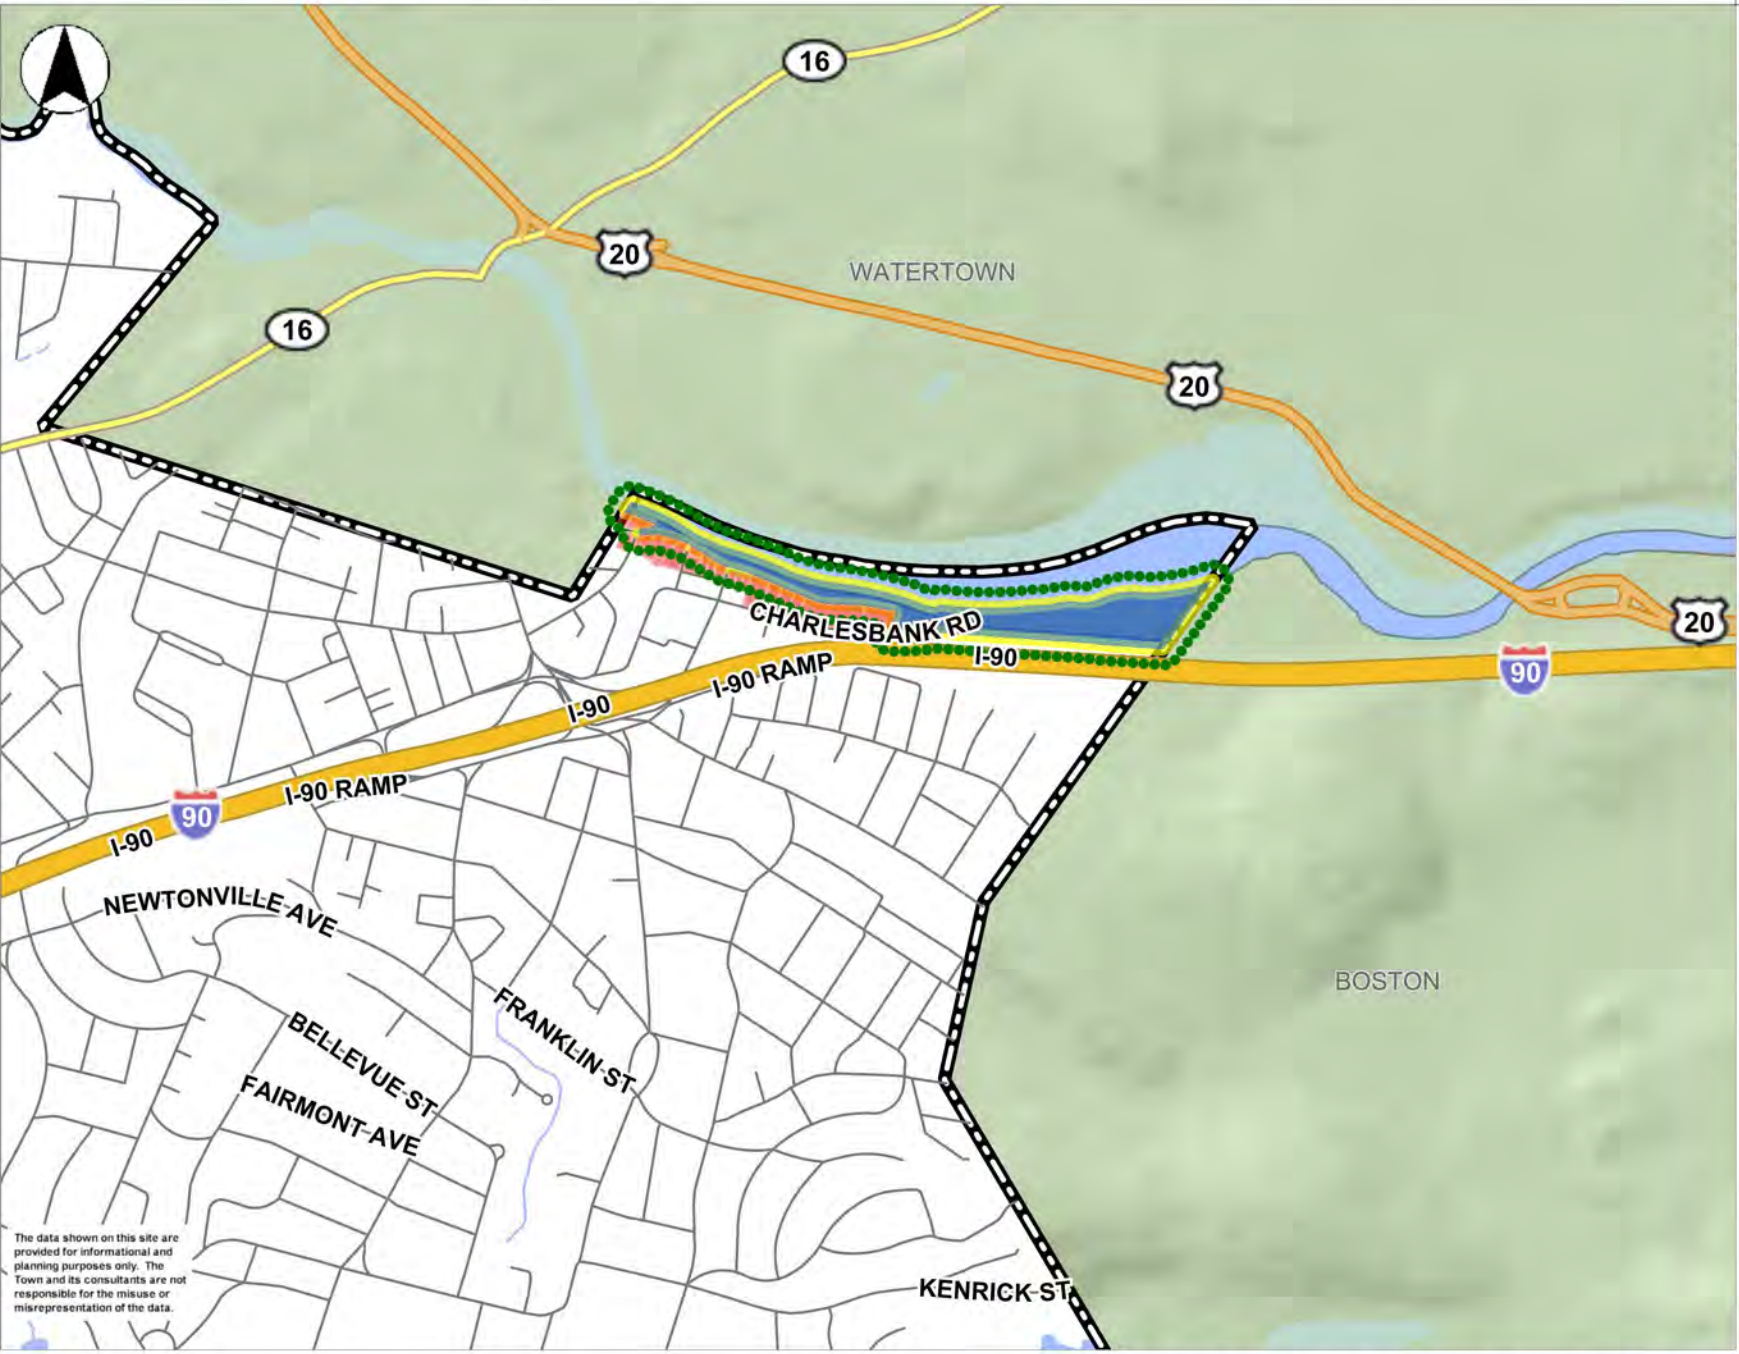 16
20
WATERTOWN
16
20
CHARLESBANK RD
20
I-90
I-90 RAMP
90
I-90
I-90 RAMP
90
I-90
NEWTONVILLE AVE
BOSTON
FRANKLIN ST
BELLEVUE ST
FAIRMONT AVE
The data shown on this site are
provided for informational and
planning purposes only. The
Town and its consultants are not
responsible for the misuse or
misrepresentation of the data.
KENRICK ST